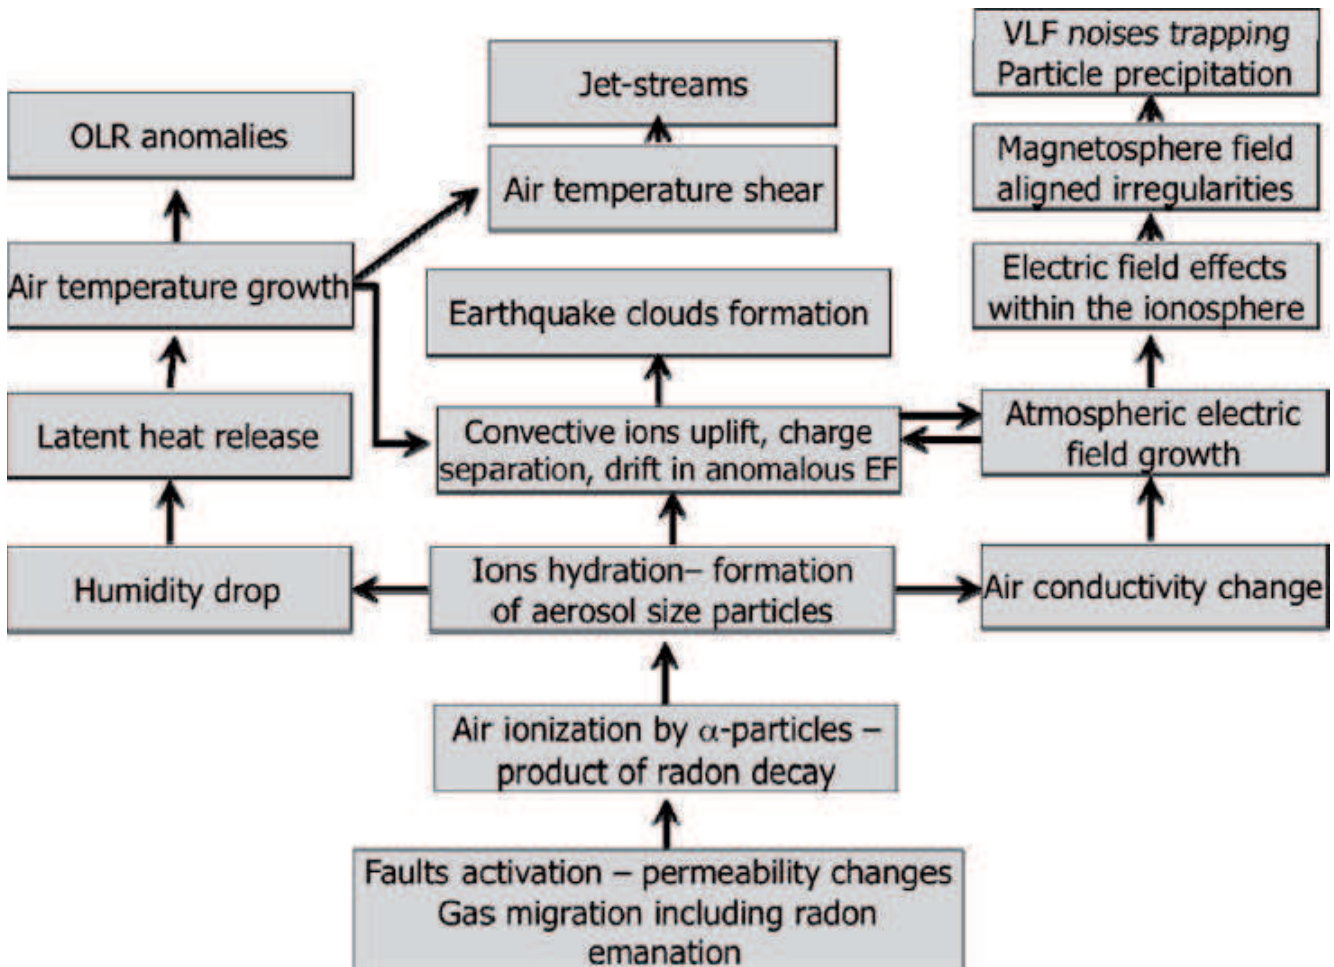 VLF noises trapping
Particle precipitation
Jet-streams
OLR anomalies
Magnetosphere field
aligned irregularities
Air temperature shear
Air temperature growth
Electric field effects
within the ionosphere
Earthquake clouds formation
Latent heat release
Convective ions uplift, charge
separation, drift in anomalous EF
Atmospheric electric
field growth
Humidity drop
Ions hydration– formation
of aerosol size particles
Air conductivity change
Air ionization by α-particles –
product of radon decay
Faults activation – permeability changes
Gas migration including radon
emanation